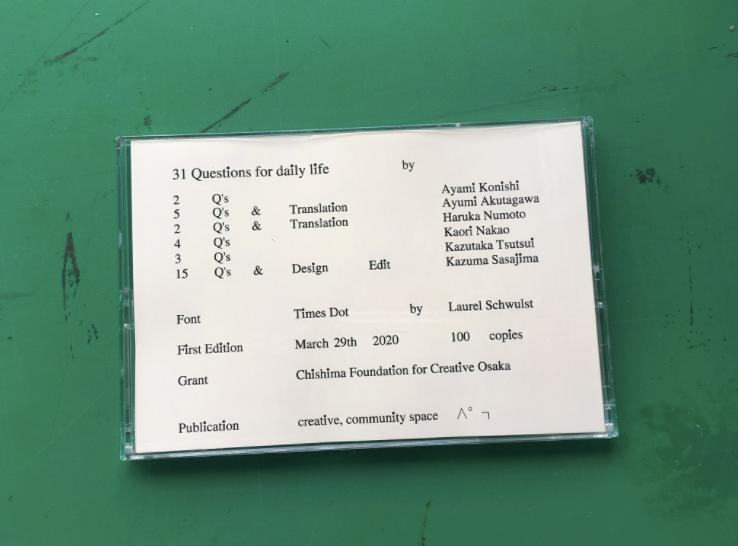 31 Questions for daily life by
2 Q's Ayami Konishi
5 Q's & Translation Ayumi Akutagawa
2 Q's & Translation Haruka Numoto
4 Q's Kaori Nakao
3 Q's Kazutaka Tsutsui
15 Q's & Design Edit Kazuma Sasajima
Font Times Dot by Laurel Schwulst
First Edition March 29th 2020 100 copies
Grant Chishima Foundation for Creative Osaka
Publication creative, community space